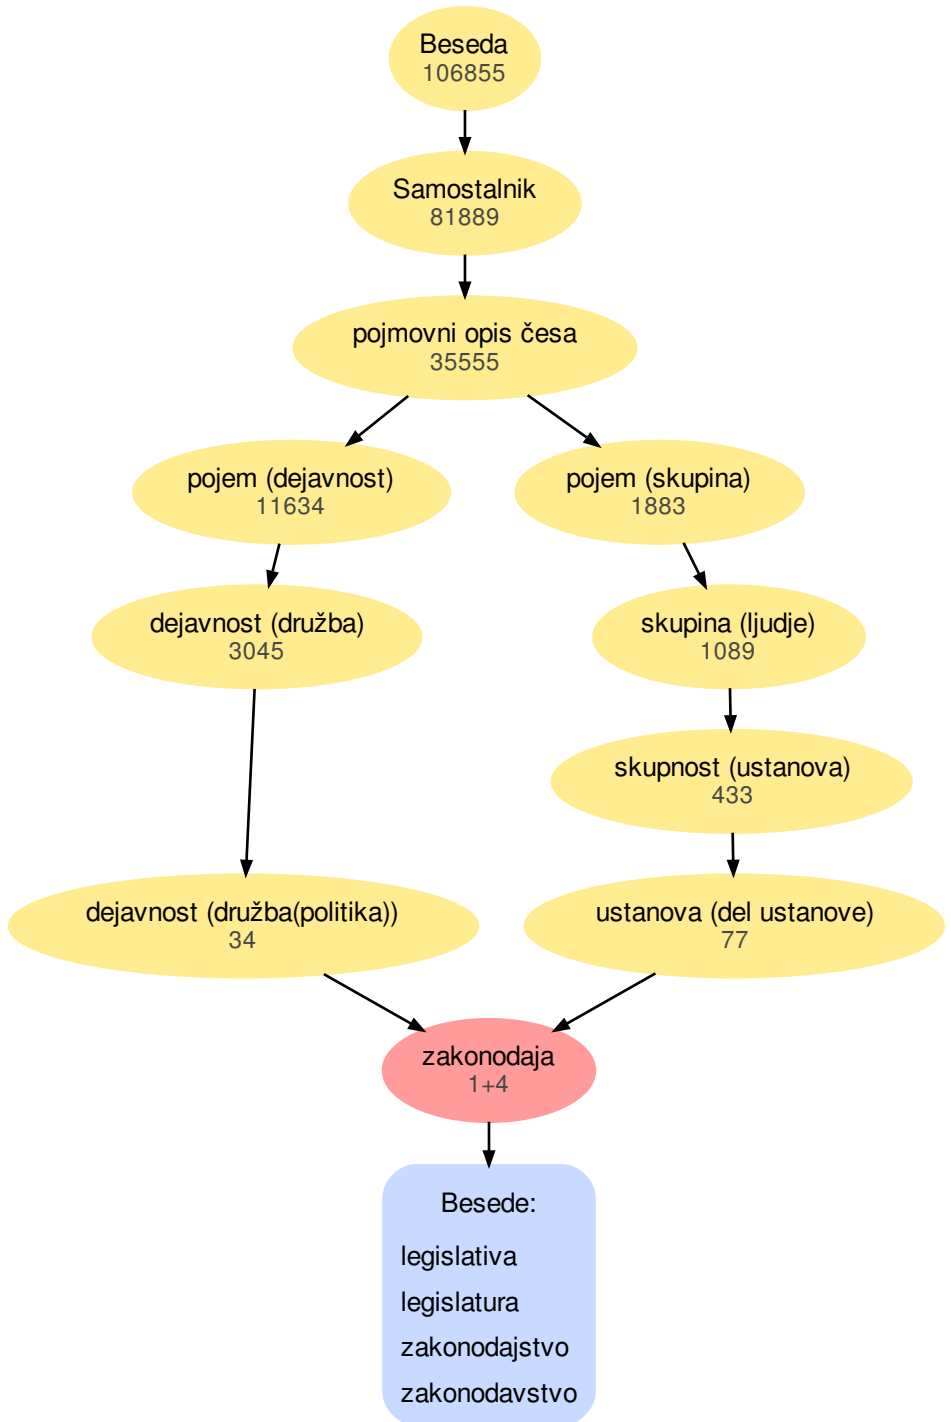 Beseda
106855
Samostalnik
81889
pojmovni opis česa
35555
pojem (dejavnost)
11634
pojem (skupina)
1883
dejavnost (družba)
3045
skupina (ljudje)
1089
skupnost (ustanova)
433
dejavnost (družba(politika))
34
ustanova (del ustanove)
77
zakonodaja
1+4
Besede:
legislativa
legislatura
zakonodajstvo
zakonodavstvo